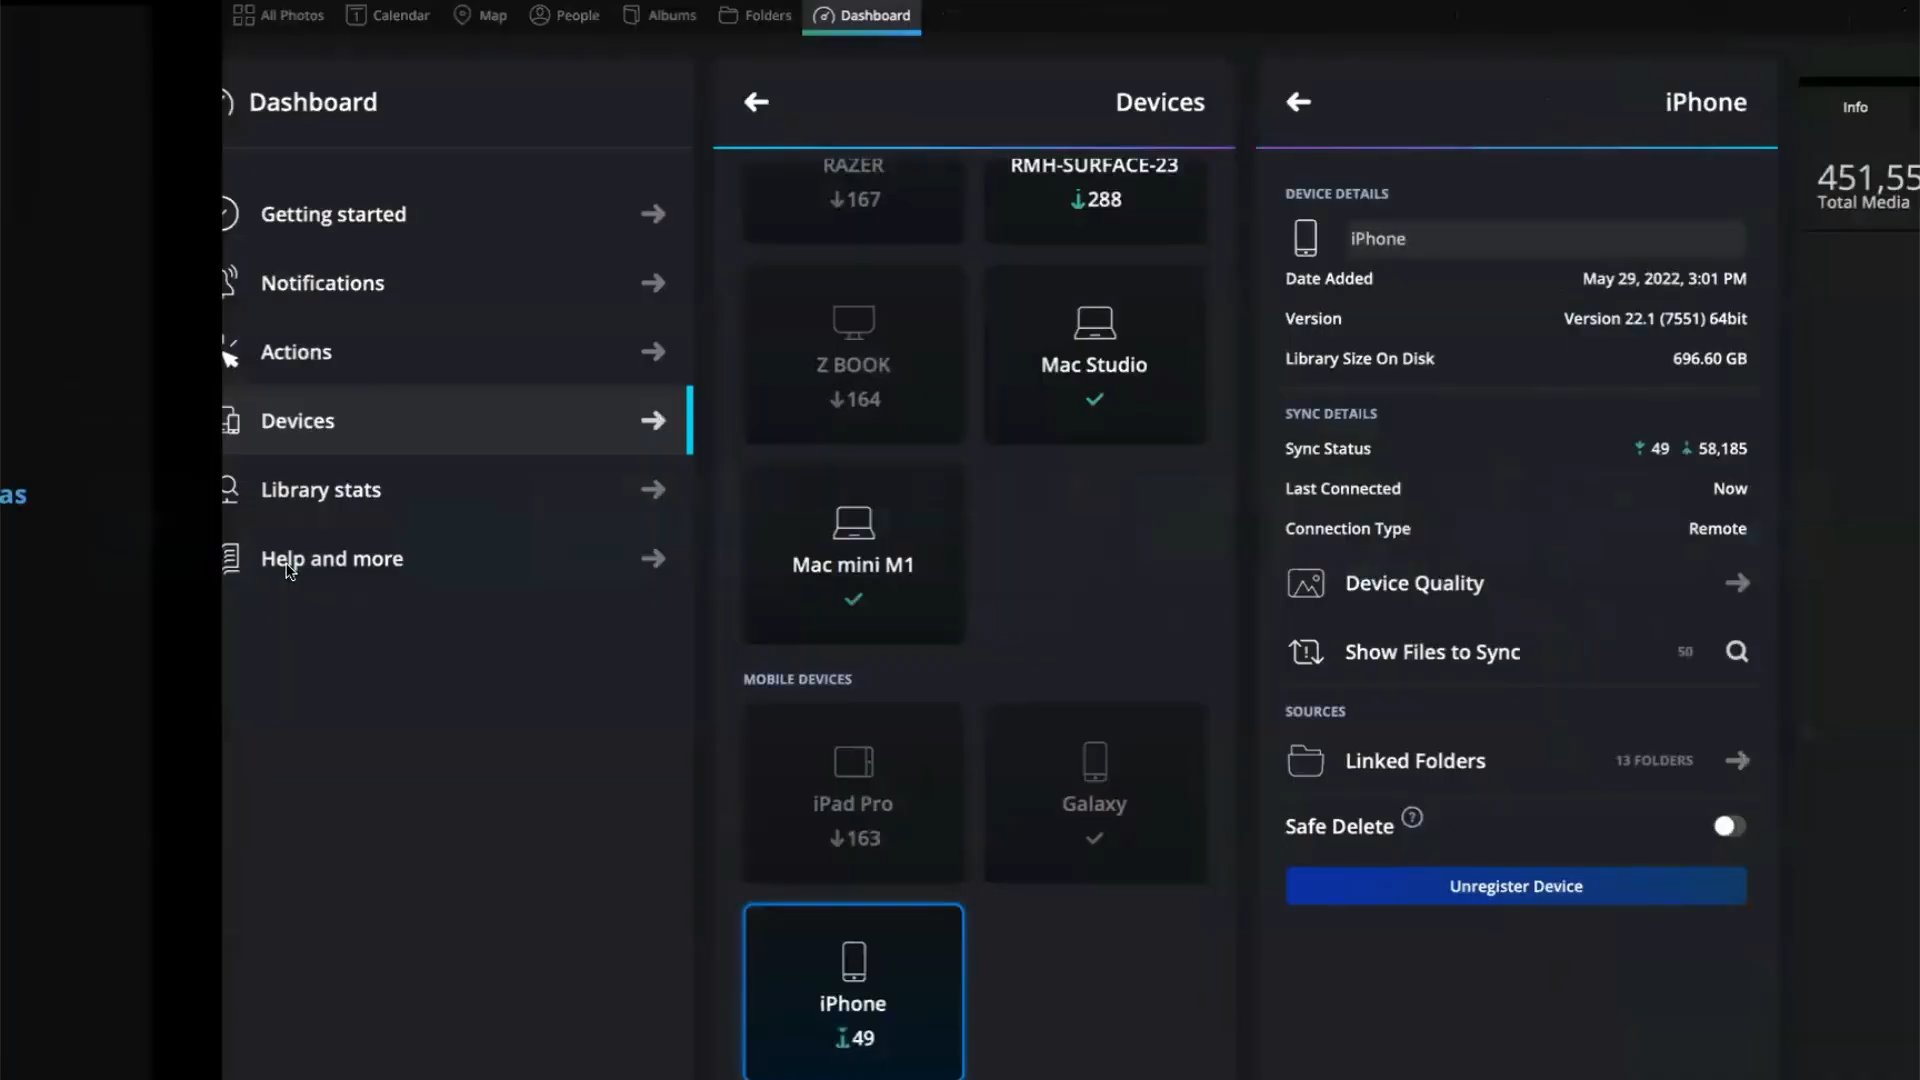 All Photos
Calendar
Map
People
Albums
Folders
Dashboard
as
Dashboard
Getting started
Notifications
Actions
Devices
Library stats
Help and more
Devices
RAZER
167
RMH-SURFACE-23
288
Z BOOK
164
Mac Studio
Mac mini M1
MOBILE DEVICES
iPad Pro
163
Galaxy
iPhone
49
iPhone
DEVICE DETAILS
iPhone
Date Added May 29, 2022, 3:01 PM
Version Version 22.1 (7551) 64bit
Library Size On Disk 696.60 GB
SYNC DETAILS
Sync Status 49 58,185
Last Connected Now
Connection Type Remote
Device Quality
Show Files to Sync 50
SOURCES
Linked Folders 13 FOLDERS
Safe Delete ?
Unregister Device
Info
451,55
Total Media